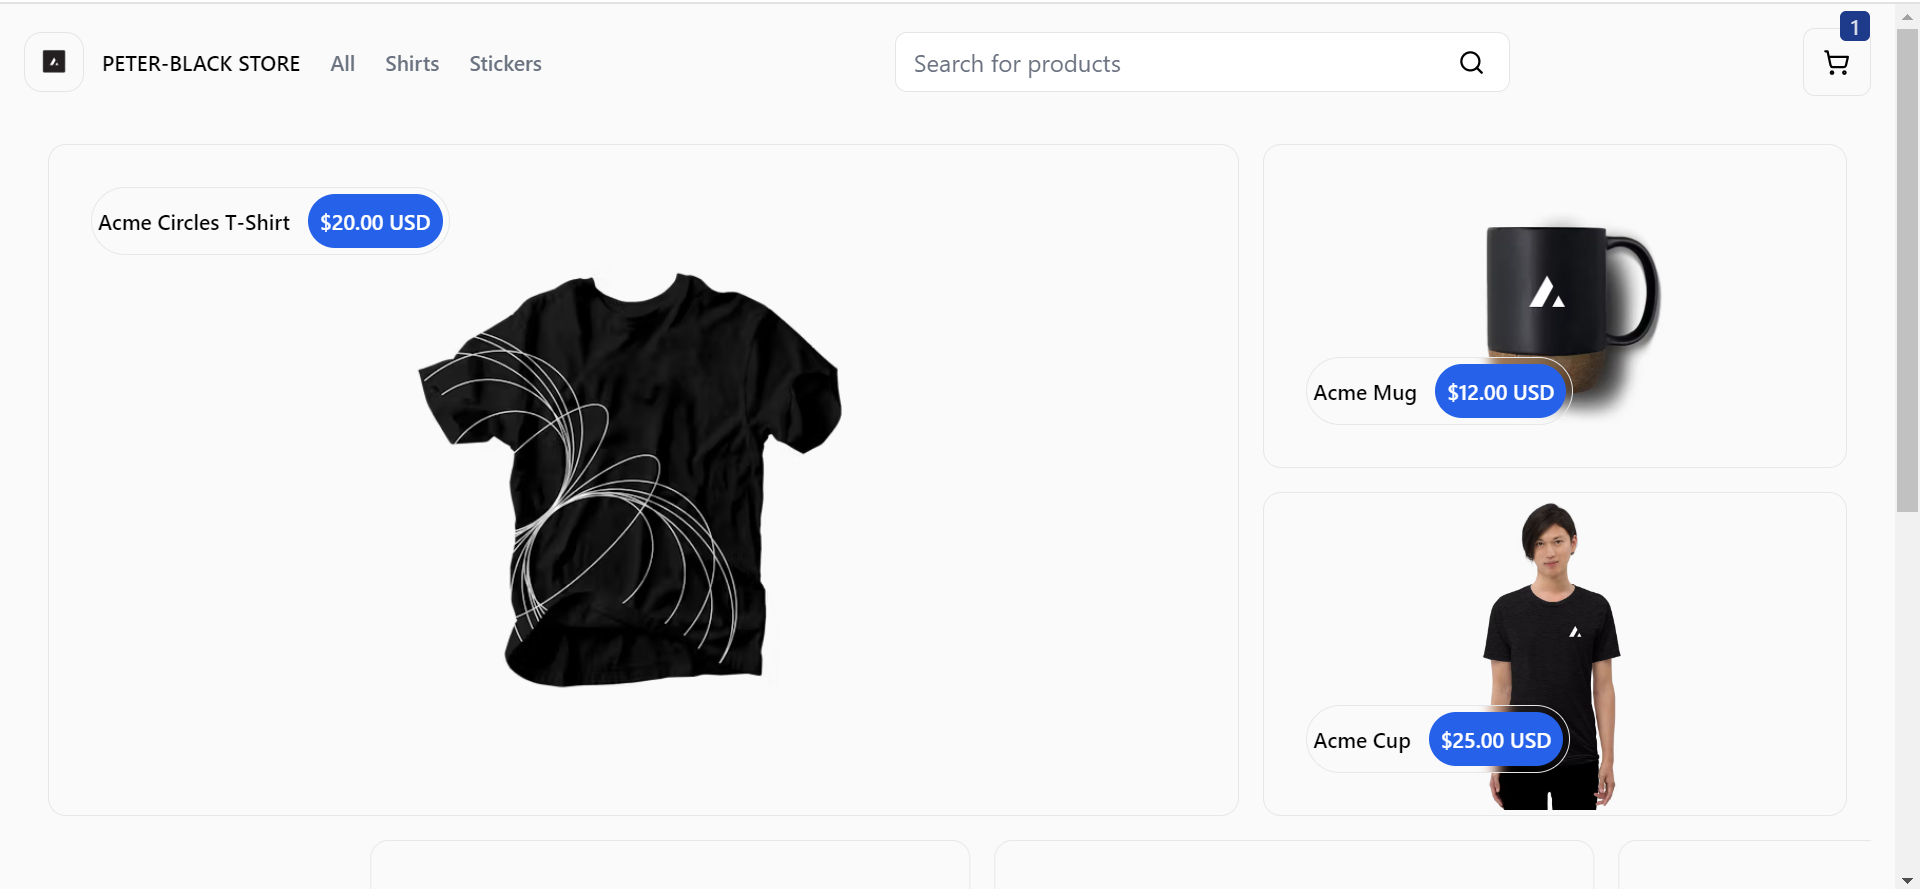 1
PETER-BLACK STORE All Shirts Stickers Search for products
Acme Circles T-Shirt $20.00 USD
Acme Mug $12.00 USD
Acme Cup $25.00 USD